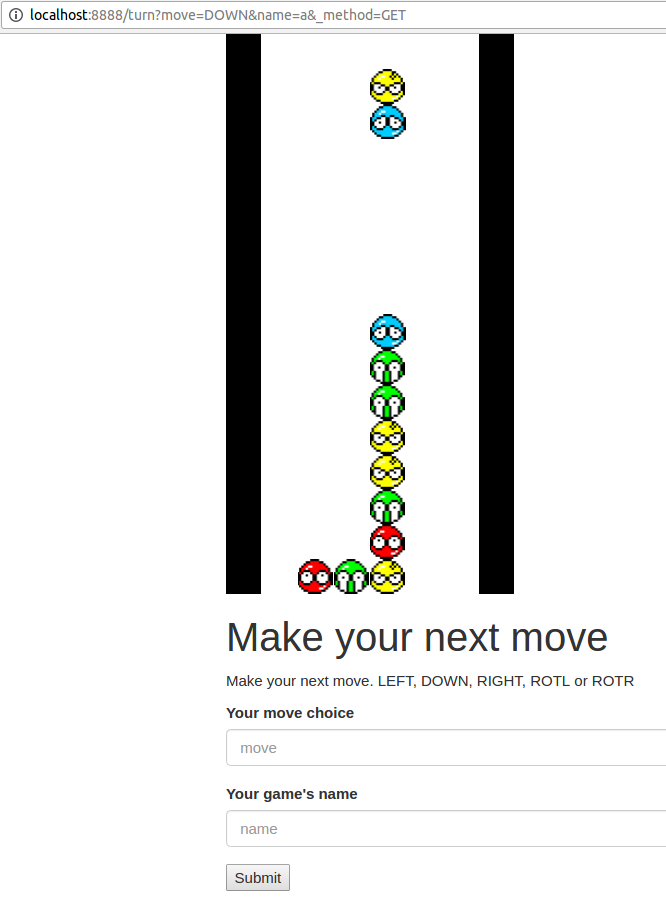 localhost:8888/turn?move=DOWN&name=a&_method=GET
Make your next move
Make your next move. LEFT, DOWN, RIGHT, ROTL or ROTR
Your move choice
move
Your game's name
name
Submit